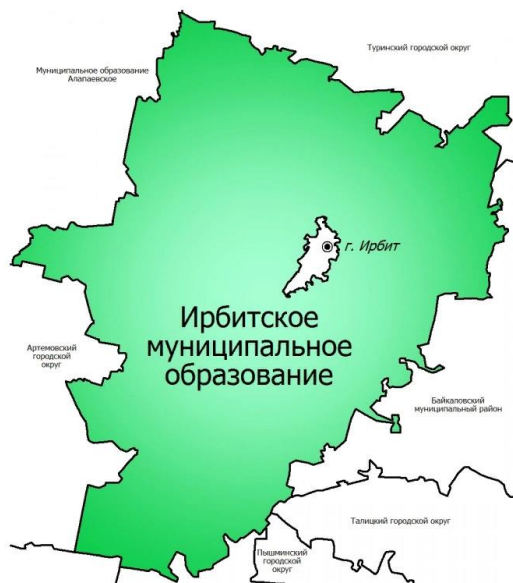 Туринский городской округ
Муниципальное образование
Алапаевское
г. Ирбит
Ирбитское
муниципальное
образование
Артемовский
городской
округ
Байкаловский
муниципальный район
Талицкий городской округ
Пышминский
городской
округ